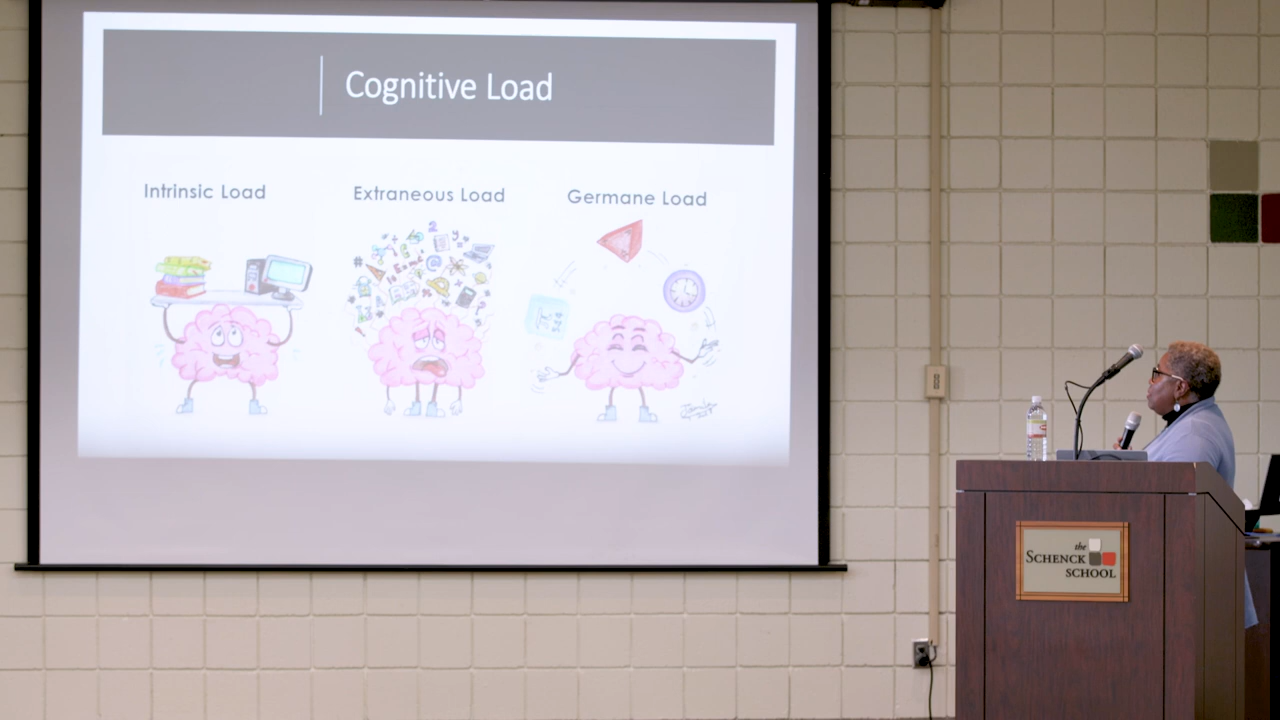 Cognitive Load
Intrinsic Load
Extraneous Load
Germane Load
the
SCHENCK
SCHOOL